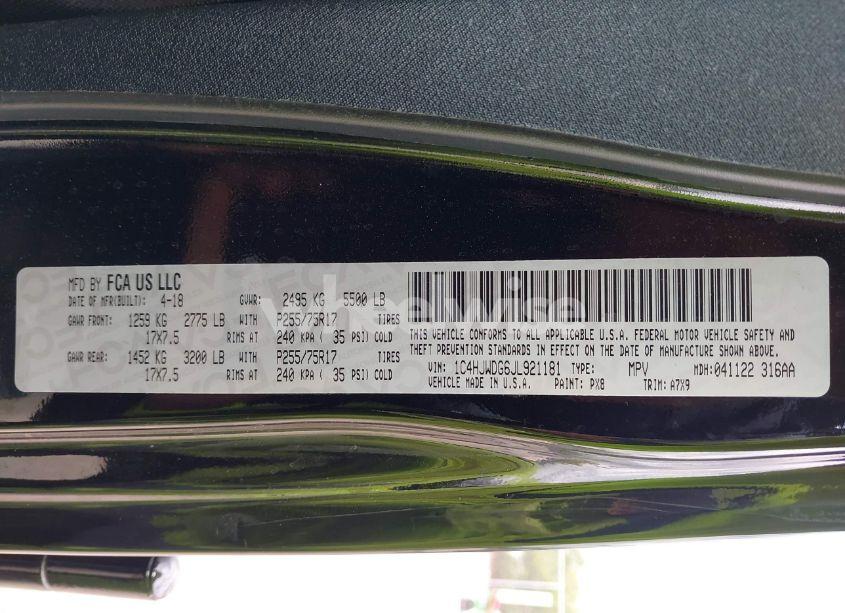 MFD BY FCA US LLC
DATE OF MFR(BUILT): 4-18 GVWR: 2495 KG 5500 LB
GAWR FRONT: 1259 KG 2775 LB WITH P255/75R17 TIRES
17X7.5 RIMS AT 240 KPA ( 35 PSI) COLD
GAWR REAR: 1452 KG 3200 LB WITH P255/75R17 TIRES
17X7.5 RIMS AT 240 KPA ( 35 PSI) COLD
THIS VEHICLE CONFORMS TO ALL APPLICABLE U.S.A. FEDERAL MOTOR VEHICLE SAFETY AND
THEFT PREVENTION STANDARDS IN EFFECT ON THE DATE OF MANUFACTURE SHOWN ABOVE.
VIN: 1C4HJWDG6JL921181 TYPE: MPV MDH: 041122 316AA
VEHICLE MADE IN U.S.A. PAINT: PX8 TRIM: A7X9